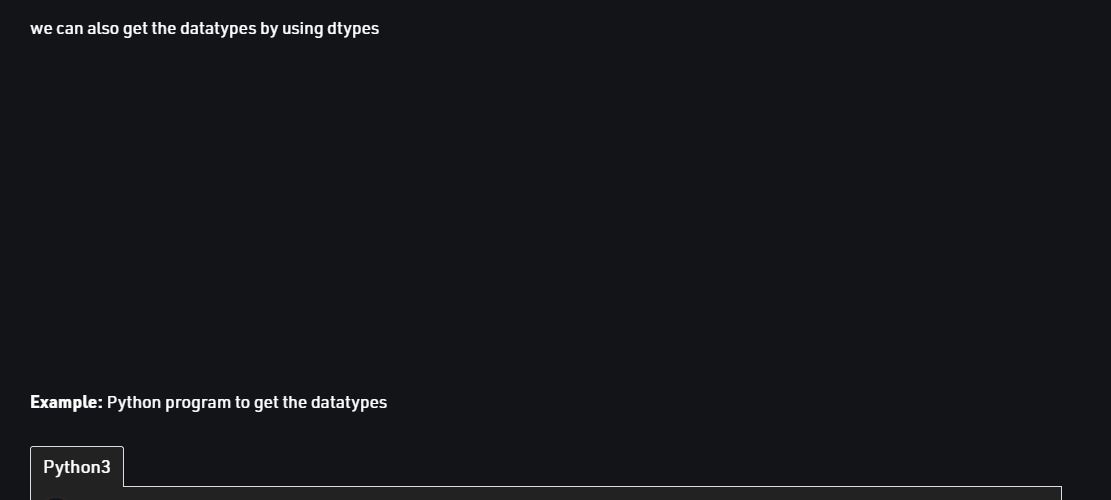 we can also get the datatypes by using dtypes
Example: Python program to get the datatypes
Python3